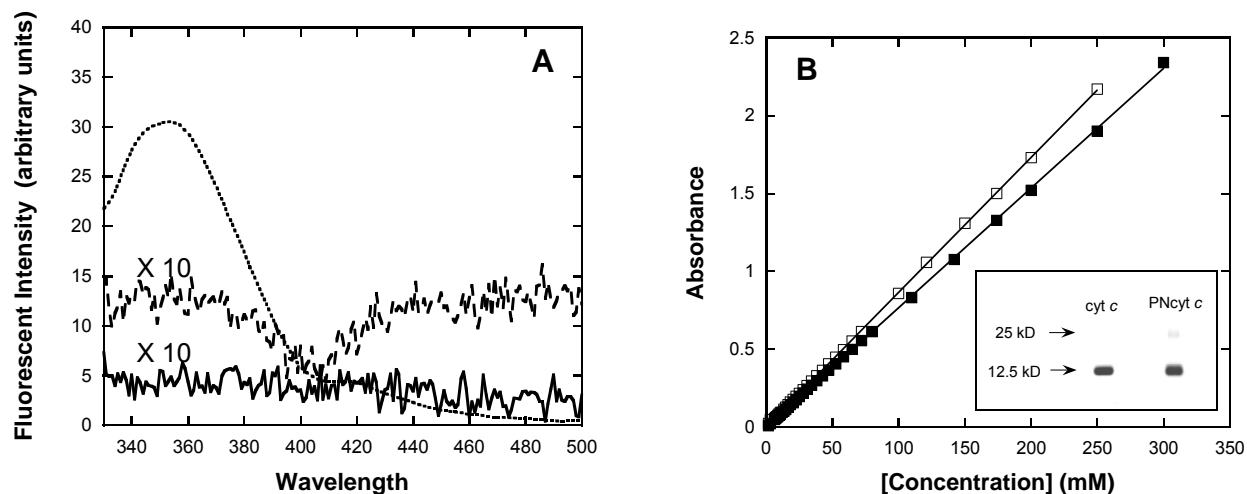 A
Fluorescent Intensity (arbitrary units)
40
35
30
25
20
15
10
5
0
X 10
X 10
340 360 380 400 420 440 460 480 500
Wavelength
B
Absorbance
2.5
2
1.5
1
0.5
0
0 50 100 150 200 250 300 350
[Concentration] (mM)
cyt c PNcyt c
25 kD
12.5 kD